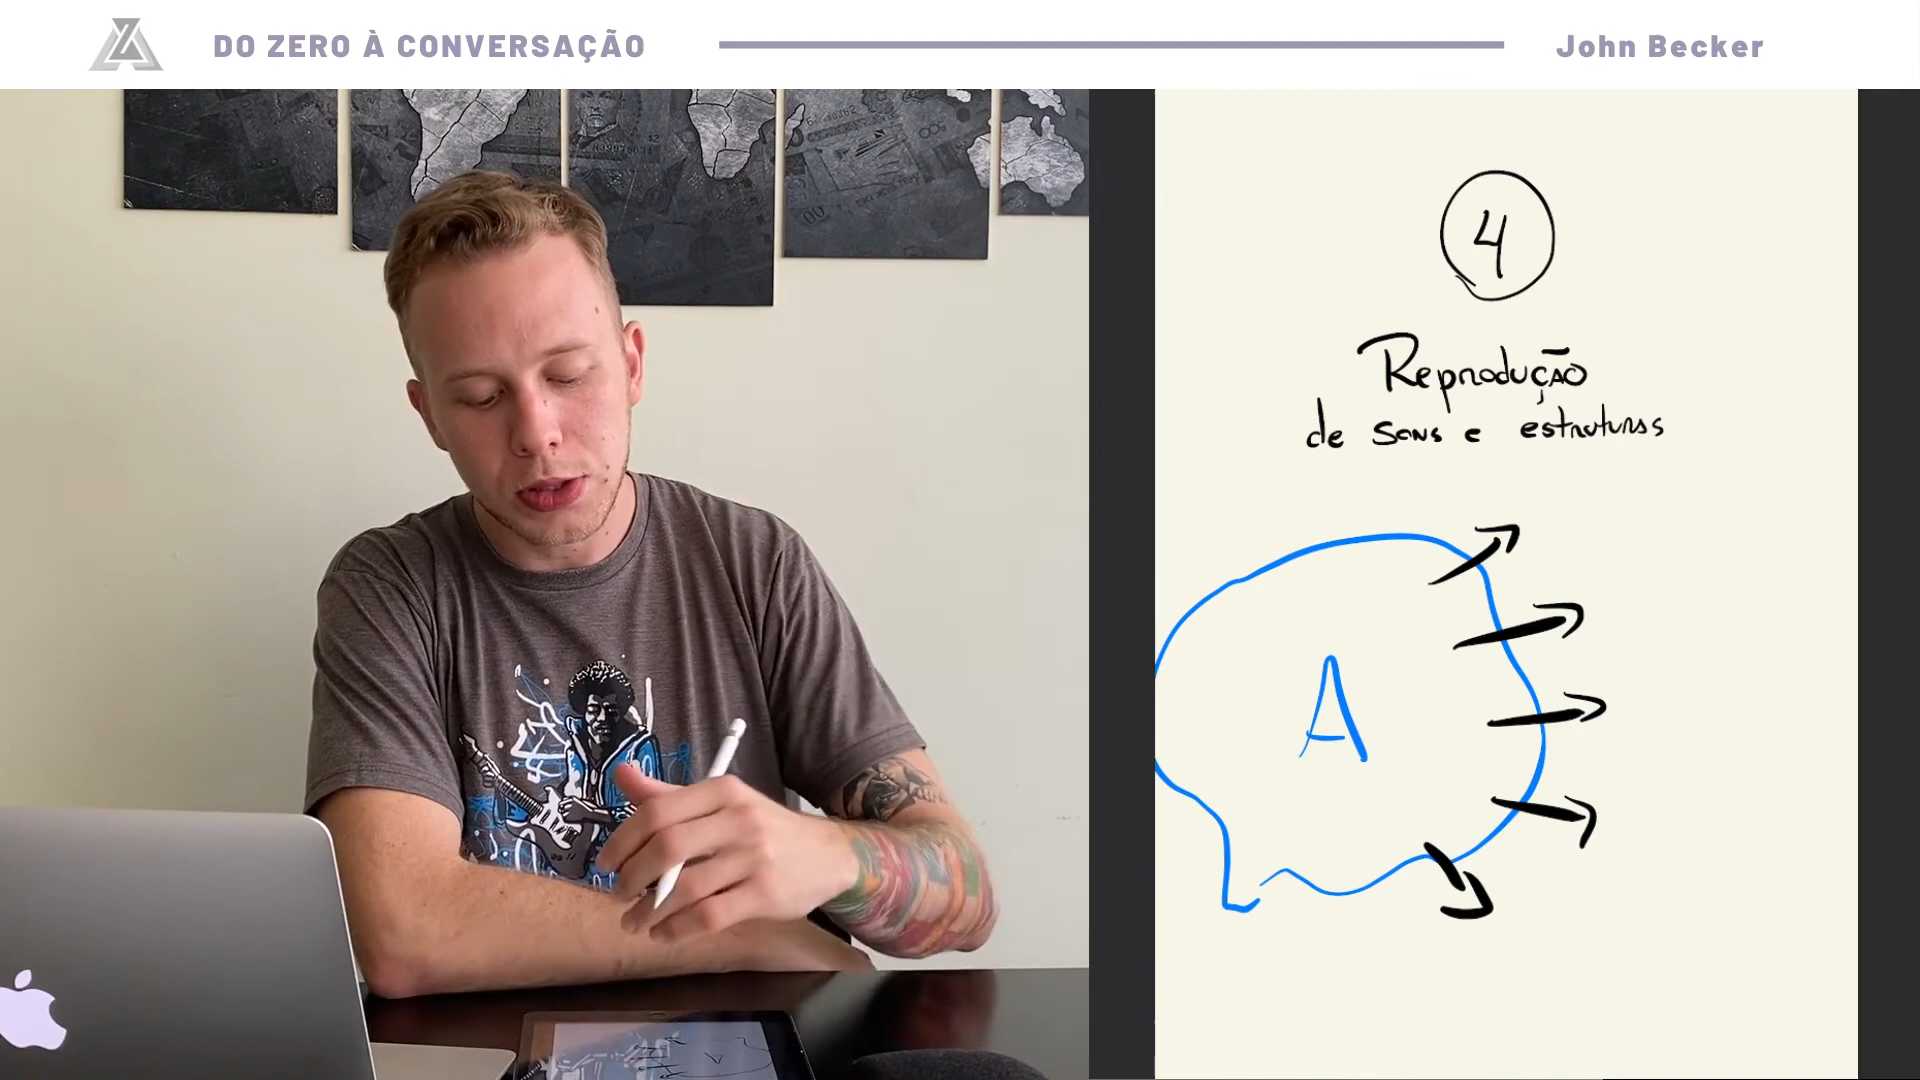 DO ZERO À CONVERSAÇÃO
John Becker
4
Reprodução
de sons e estruturas
A